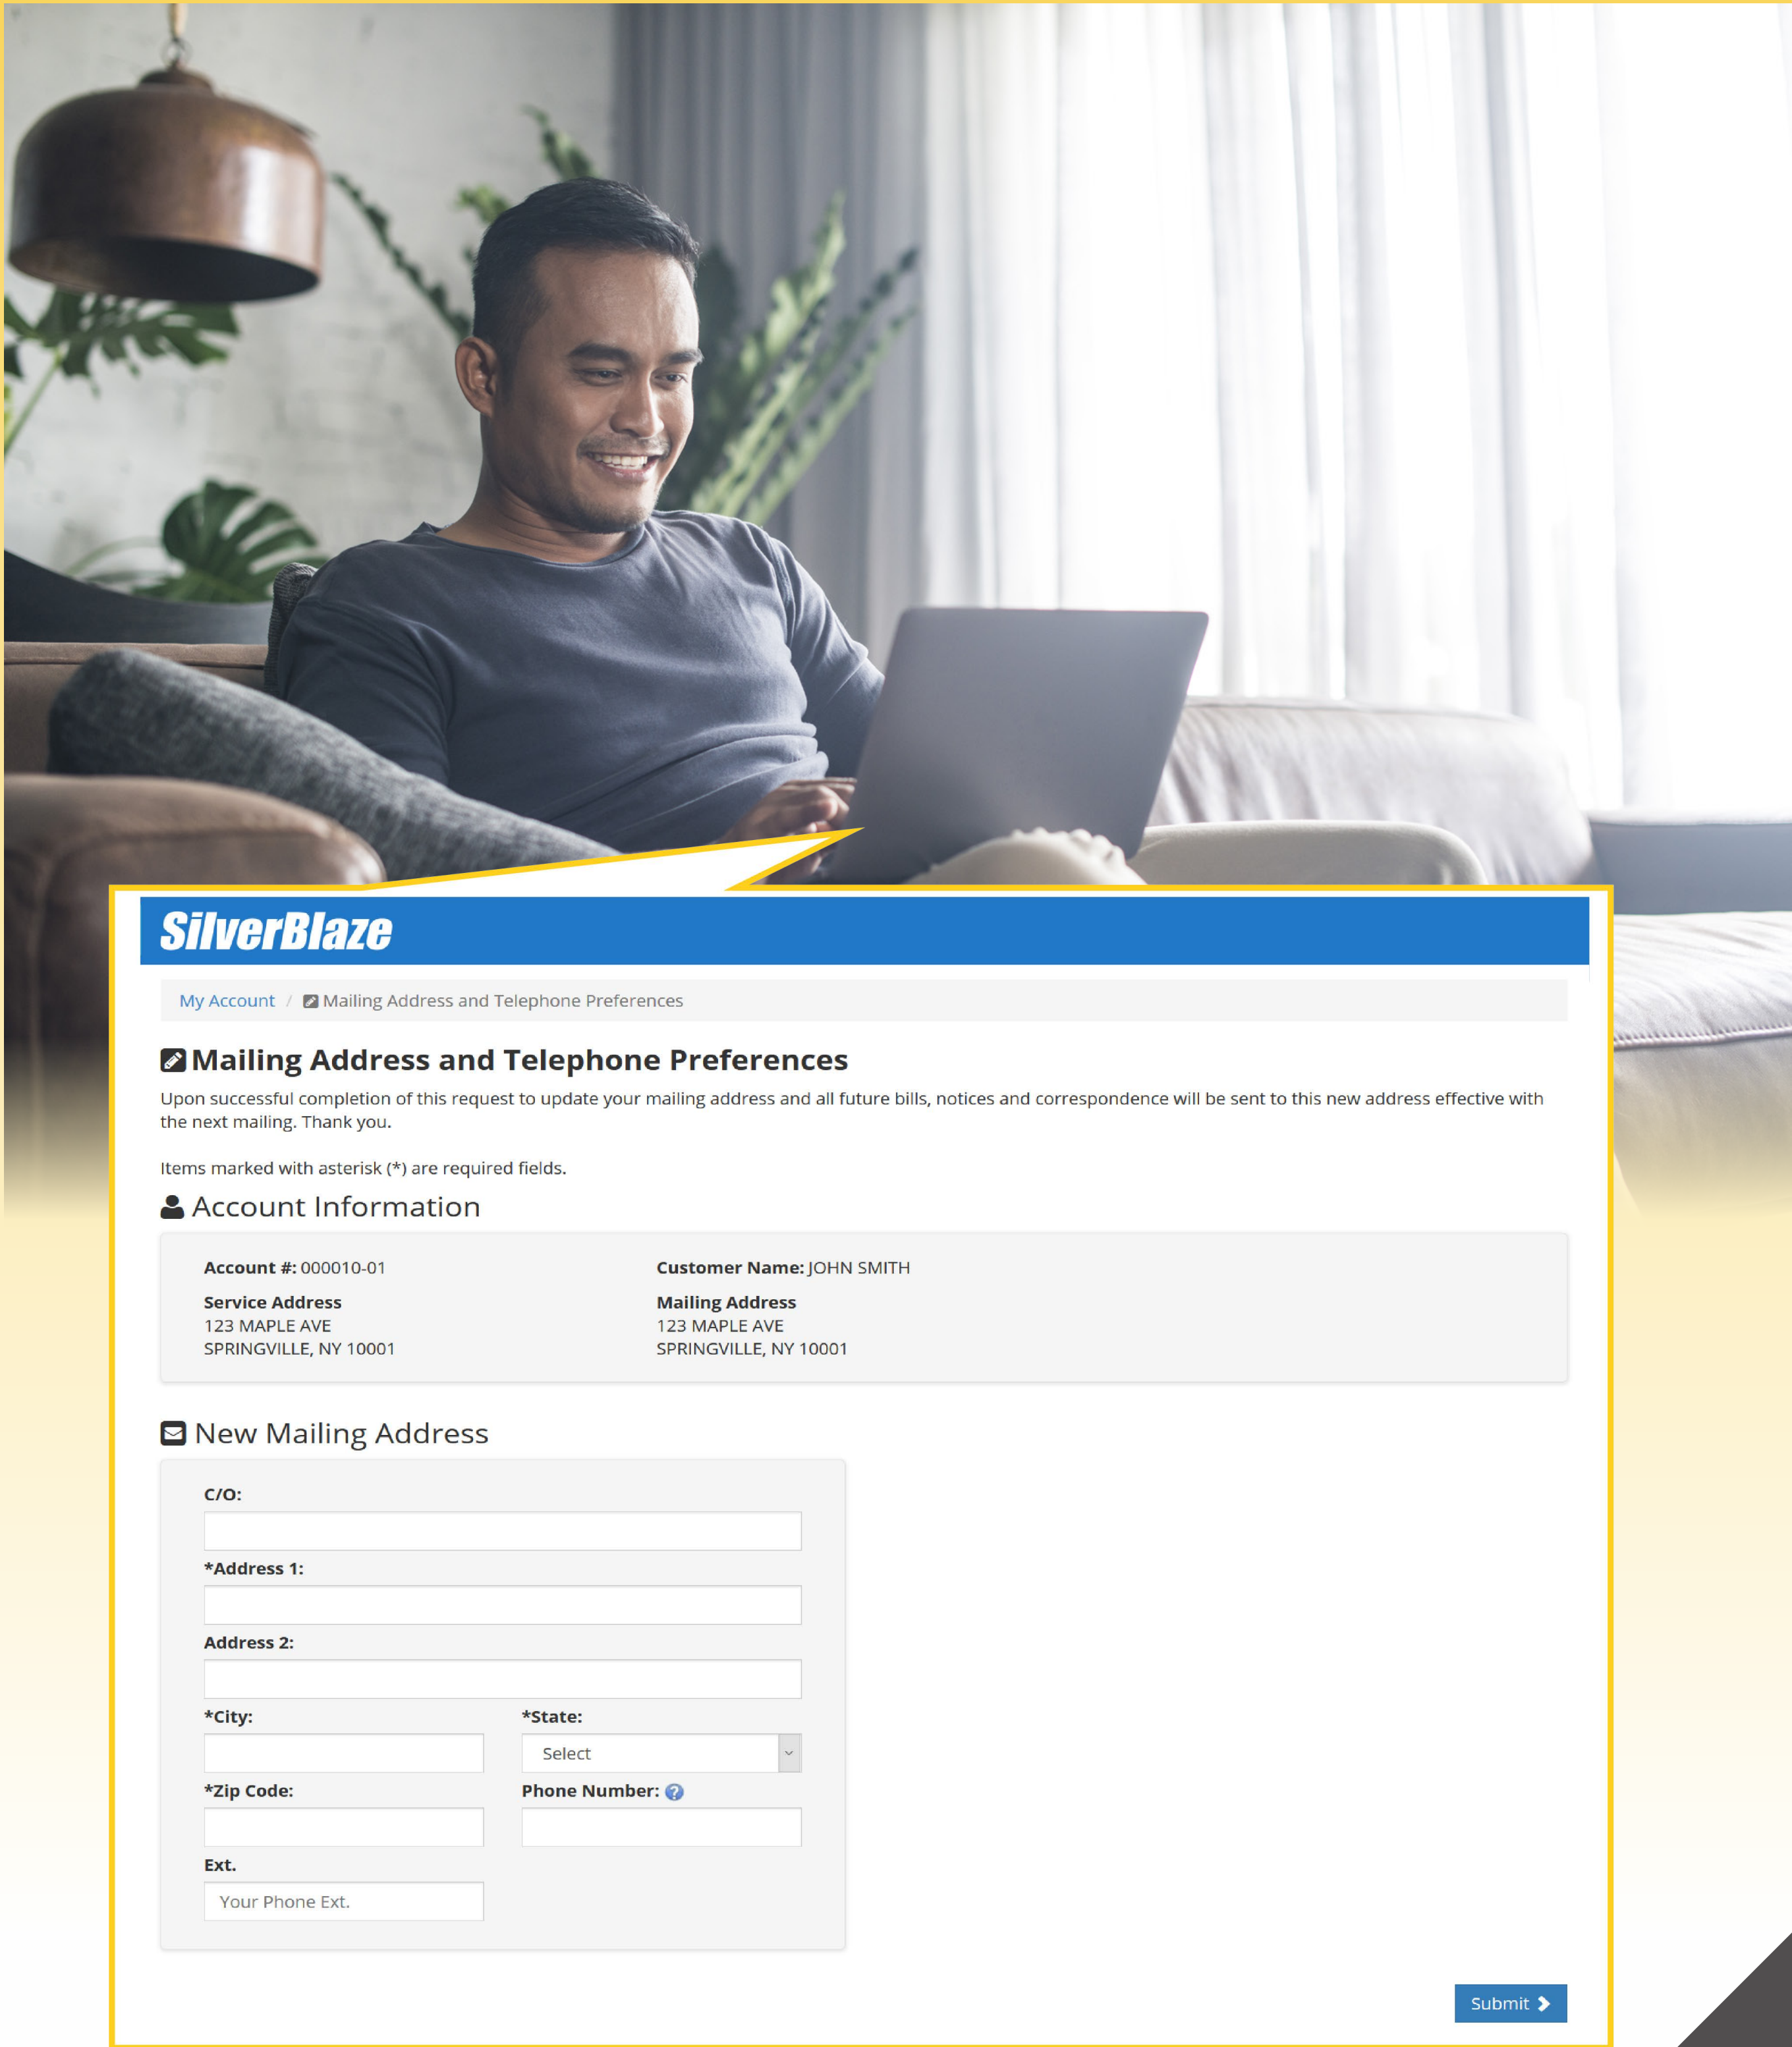 SilverBlaze
My Account / Mailing Address and Telephone Preferences
Mailing Address and Telephone Preferences
Upon successful completion of this request to update your mailing address and all future bills, notices and correspondence will be sent to this new address effective with
the next mailing. Thank you.
Items marked with asterisk (*) are required fields.
Account Information
Account #: 000010-01
Customer Name: JOHN SMITH
Service Address
123 MAPLE AVE
SPRINGVILLE, NY 10001
Mailing Address
123 MAPLE AVE
SPRINGVILLE, NY 10001
New Mailing Address
C/O:
*Address 1:
Address 2:
*City:
*State:
Select
*Zip Code:
Phone Number: ?
Ext.
Your Phone Ext.
Submit